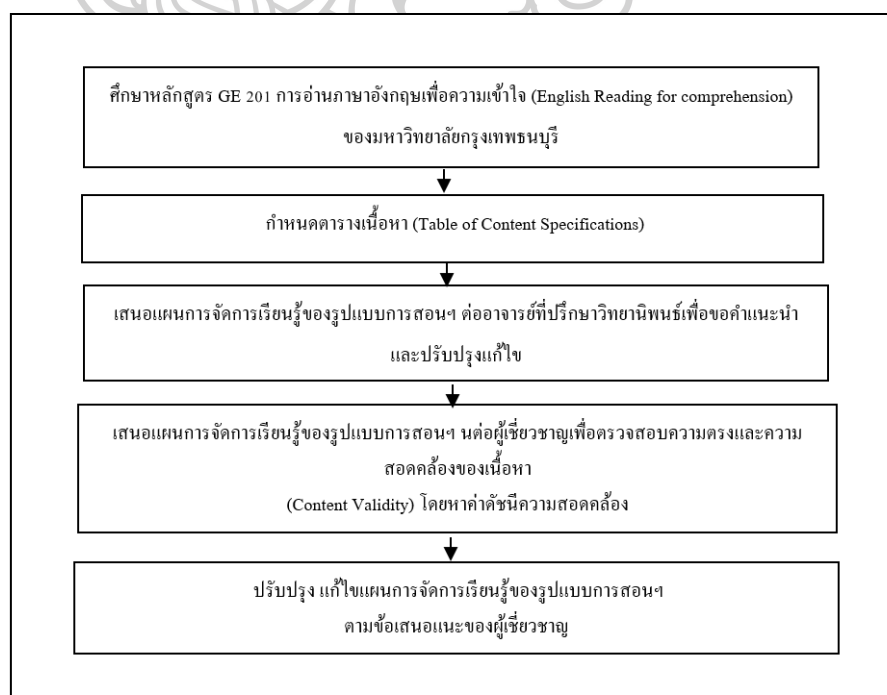 ศึกษาหลักสูตร GE 201 การอ่านภาษาอังกฤษเพื่อความเข้าใจ (English Reading for comprehension)
ของมหาวิทยาลัยกรุงเทพธนบุรี
กำหนดตารางเนื้อหา (Table of Content Specifications)
เสนอแผนการจัดการเรียนรู้ของรูปแบบการสอนฯ ต่ออาจารย์ที่ปรึกษาวิทยานิพนธ์เพื่อขอคำแนะนำ
และปรับปรุงแก้ไข
เสนอแผนการจัดการเรียนรู้ของรูปแบบการสอนฯ นต่อผู้เชี่ยวชาญเพื่อตรวจสอบความตรงและความ
สอดคล้องของเนื้อหา
(Content Validity) โดยหาค่าดัชนีความสอดคล้อง
ปรับปรุง แก้ไขแผนการจัดการเรียนรู้ของรูปแบบการสอนฯ
ตามข้อเสนอแนะของผู้เชี่ยวชาญ